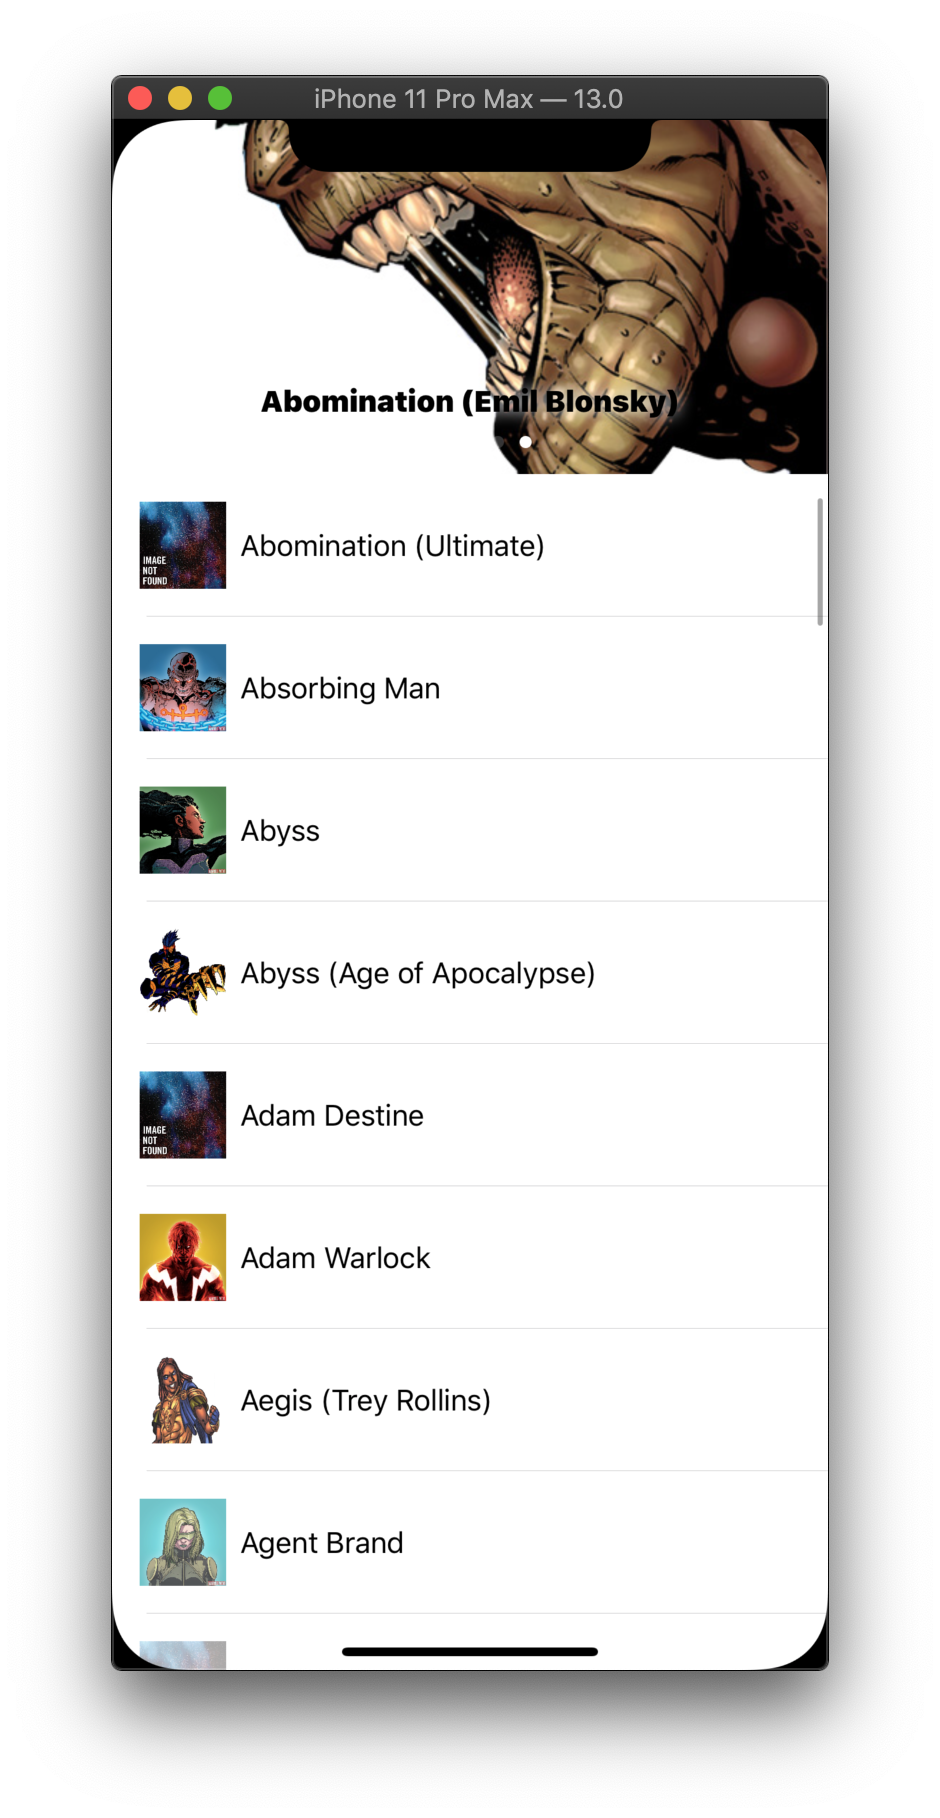 iPhone 11 Pro Max — 13.0
Abomination (Emil Blonsky)
IMAGE
NOT
FOUND
Abomination (Ultimate)
Absorbing Man
Abyss
Abyss (Age of Apocalypse)
IMAGE
NOT
FOUND
Adam Destine
Adam Warlock
Aegis (Trey Rollins)
Agent Brand